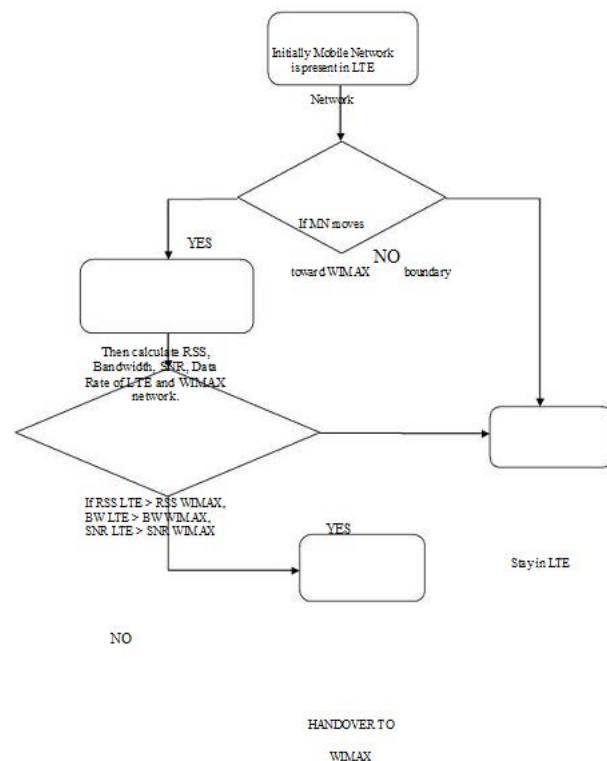 Initially Mobile Network
is present in LTE
Network
If MN moves
YES
NO
toward WIMAX boundary
Then calculate RSS,
Bandwidth, SNR, Data
Rate of LTE and WIMAX
network.
If RSS LTE > RSS WIMAX,
BW LTE > BW WIMAX,
SNR LTE > SNR WIMAX
YES
Stay in LTE
NO
HANDOVER TO
WIMAX